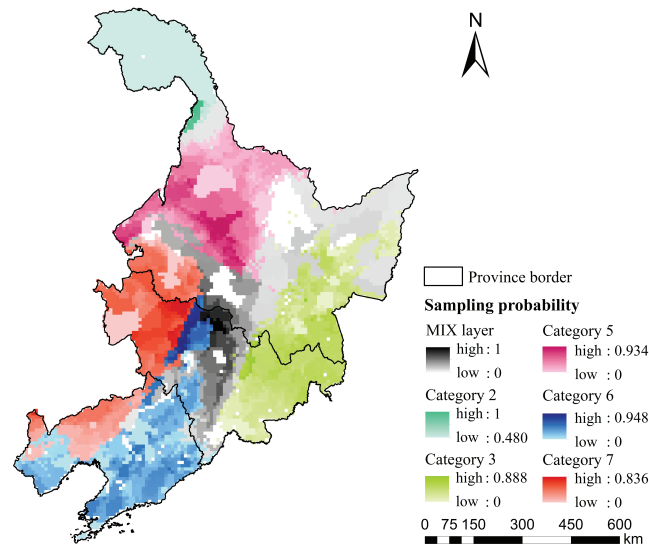 N
Province border
Sampling probability
MIX layer
high : 1
low : 0
Category 5
high : 0.934
low : 0
Category 2
high : 1
low : 0.480
Category 6
high : 0.948
low : 0
Category 3
high : 0.888
low : 0
Category 7
high : 0.836
low : 0
0 75 150 300 450 600
km